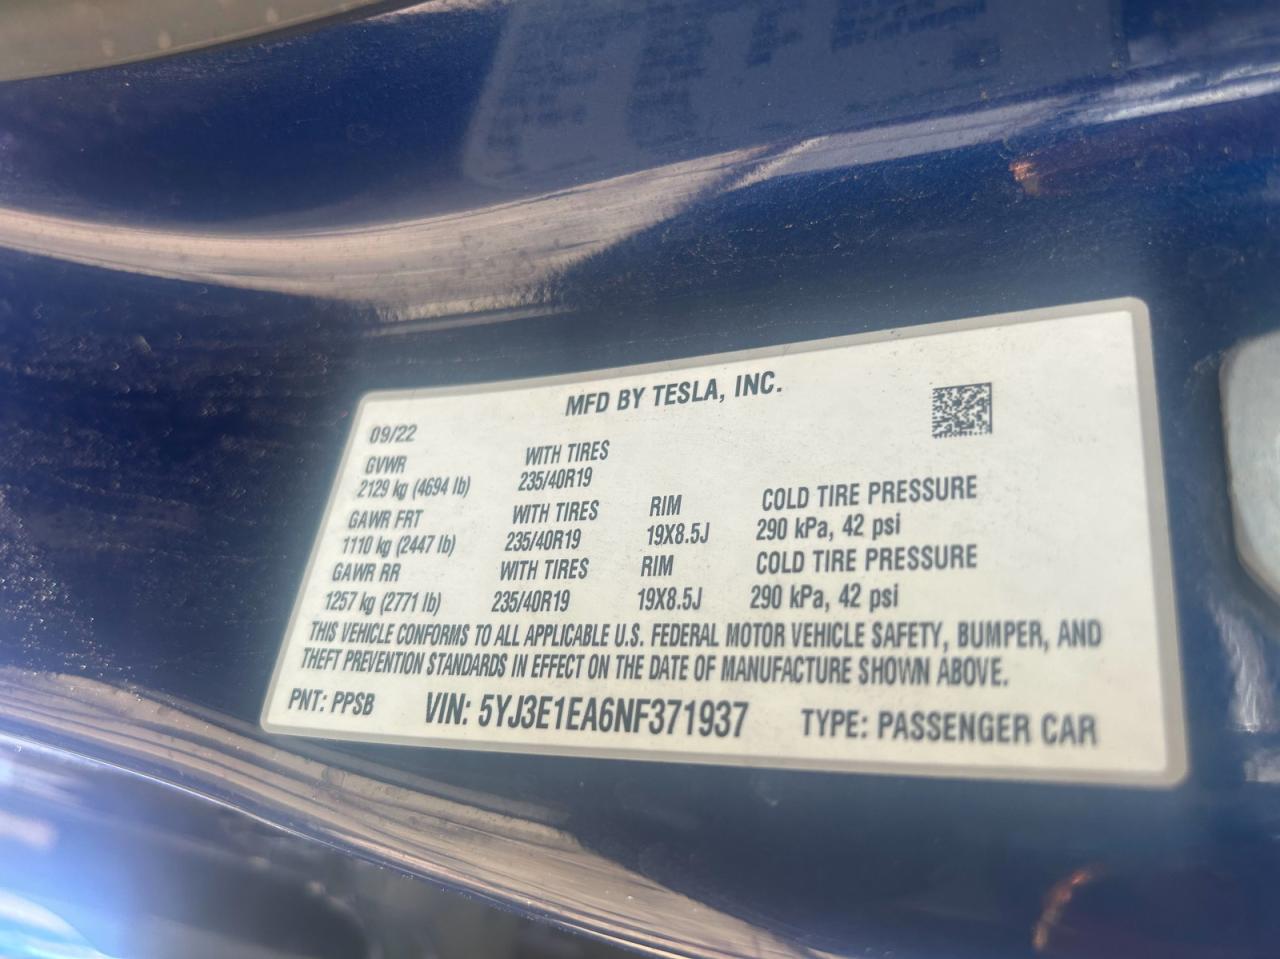 MFD BY TESLA, INC.
09/22
GVWR WITH TIRES
2129 kg (4694 lb) 235/40R19
GAWR FRT WITH TIRES RIM COLD TIRE PRESSURE
1110 kg (2447 lb) 235/40R19 19X8.5J 290 kPa, 42 psi
GAWR RR WITH TIRES RIM COLD TIRE PRESSURE
1257 kg (2771 lb) 235/40R19 19X8.5J 290 kPa, 42 psi
THIS VEHICLE CONFORMS TO ALL APPLICABLE U.S. FEDERAL MOTOR VEHICLE SAFETY, BUMPER, AND
THEFT PREVENTION STANDARDS IN EFFECT ON THE DATE OF MANUFACTURE SHOWN ABOVE.
PNT: PPSB VIN: 5YJ3E1EA6NF371937 TYPE: PASSENGER CAR